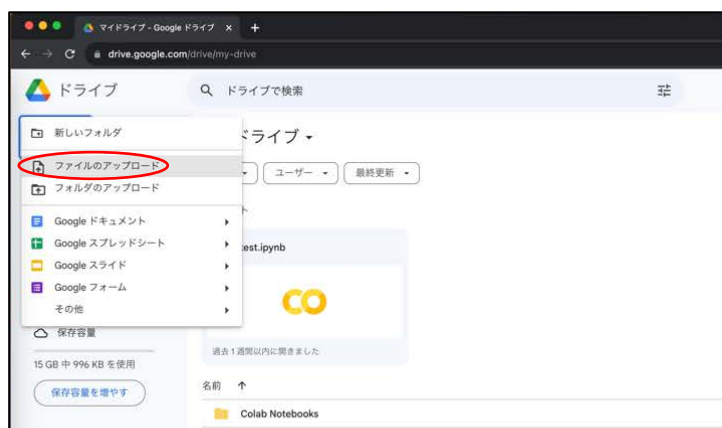 マイドライブ - Google ドライブ
drive.google.com/drive/my-drive
ドライブ
ドライブで検索
新しいフォルダ
ファイルのアップロード
フォルダのアップロード
Google ドキュメント
Google スプレッドシート
Google スライド
Google フォーム
その他
ドライブ
ユーザー
最終更新
test.ipynb
過去 1 週間以内に開きました
保存容量
15 GB 中 996 KB を使用
保存容量を増やす
名前
Colab Notebooks